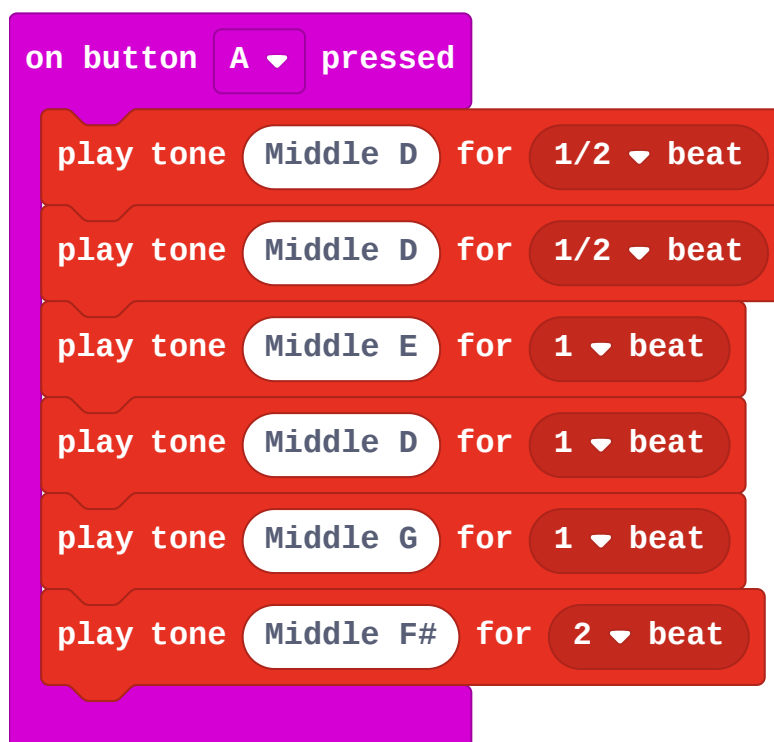 on button A pressed
play tone Middle D for 1/2 beat
play tone Middle D for 1/2 beat
play tone Middle E for 1 beat
play tone Middle D for 1 beat
play tone Middle G for 1 beat
play tone Middle F# for 2 beat